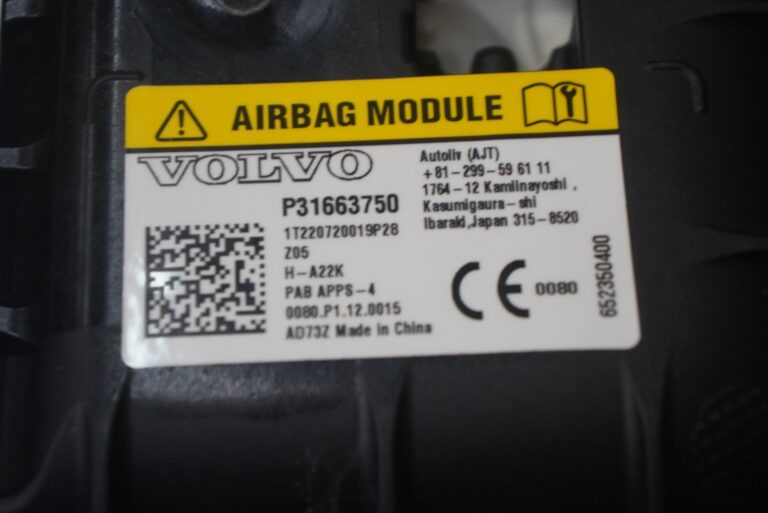 AIRBAG MODULE
VOLVO
P31663750
1T220720019P28
Z05
H-A22K
PAB APPS-4
0080.P1.12.0015
AD73Z Made in China
Autoliv (AJT)
+81-299-59 61 11
1764-12 Kamiinayoshi ,
Kasumigaura-shi
Ibaraki,Japan 315-8520
CE 0080
652350400